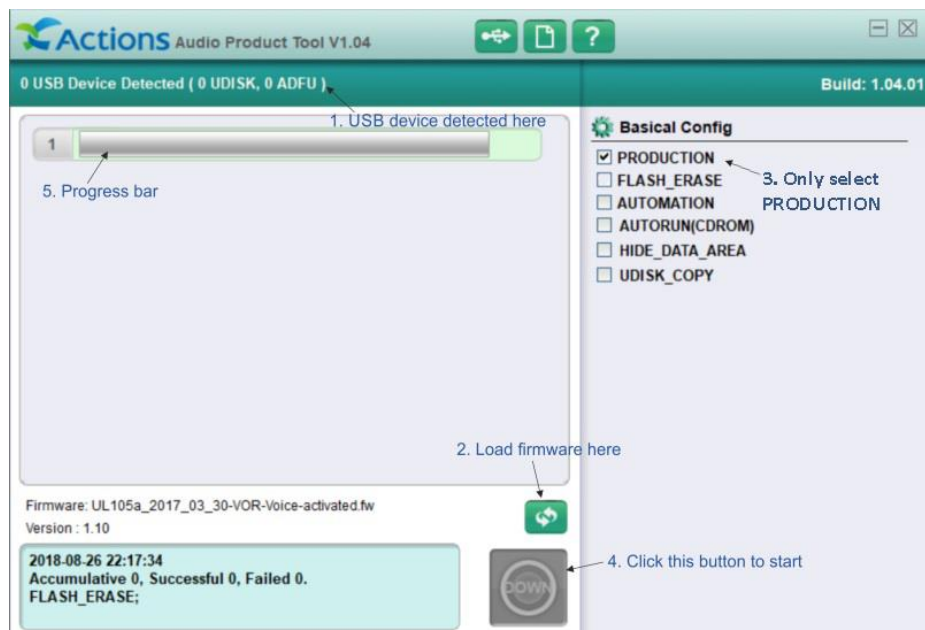 Actions Audio Product Tool V1.04
?
0 USB Device Detected ( 0 UDISK, 0 ADFU )
Build: 1.04.01
1. USB device detected here
1
5. Progress bar
Basical Config
PRODUCTION
FLASH_ERASE
AUTOMATION
AUTORUN(CDROM)
HIDE_DATA_AREA
UDISK_COPY
3. Only select
PRODUCTION
2. Load firmware here
Firmware: UL105a_2017_03_30-VOR-Voice-activated.fw
Version : 1.10
2018-08-26 22:17:34
Accumulative 0, Successful 0, Failed 0.
FLASH_ERASE;
DOWN
4. Click this button to start